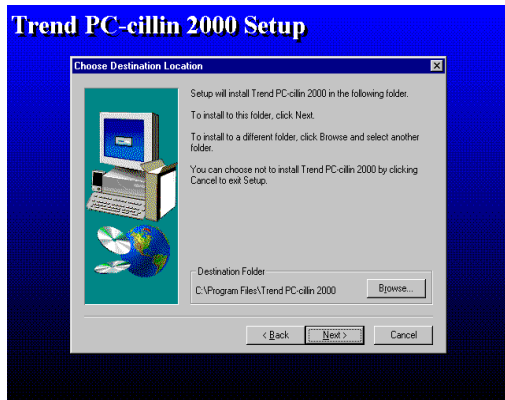 Trend PC-cillin 2000 Setup
Choose Destination Location
Setup will install Trend PC-cillin 2000 in the following folder.
To install to this folder, click Next.
To install to a different folder, click Browse and select another
folder.
You can choose not to install Trend PC-cillin 2000 by clicking
Cancel to exit Setup.
Destination Folder
C:\Program Files\Trend PC-cillin 2000
Browse...
< Back
Next >
Cancel